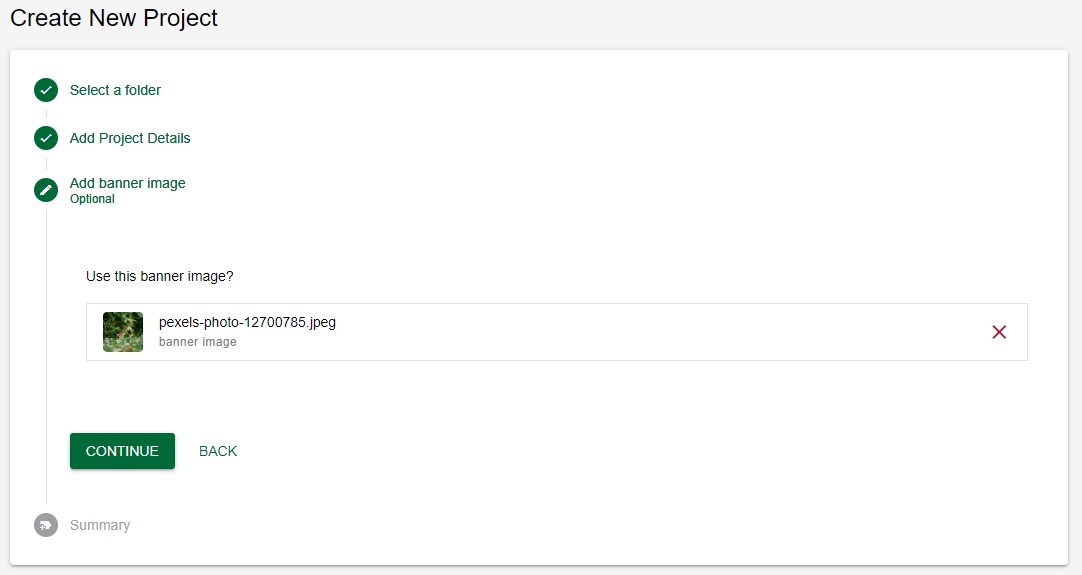 Create New Project
Select a folder
Add Project Details
Add banner image
Optional
Use this banner image?
pexels-photo-12700785.jpeg
banner image
CONTINUE
BACK
Summary